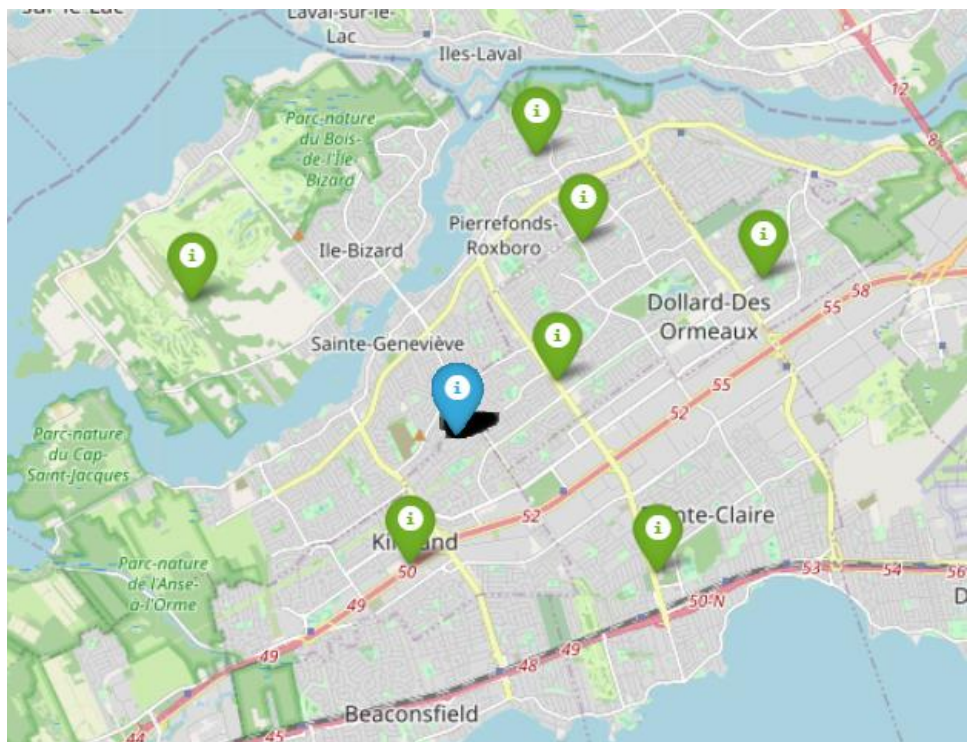 Laval-sur-le-
Lac
Iles-Laval
12
8
Parc-nature
du Bois-
de-l'Île
Bizard
i
i
Pierrefonds-
Roxboro
Ile-Bizard
i
i
Dollard-Des
Ormeaux
58
55
Sainte-Geneviève
i
i
55
52
Parc-nature
du Cap-
Saint-Jacques
52
i
i
-Claire
50
Parc-nature
de l'Anse-
à-l'Orme
49
50-N
53
54
56
D
49
48
49
44
45
Beaconsfield